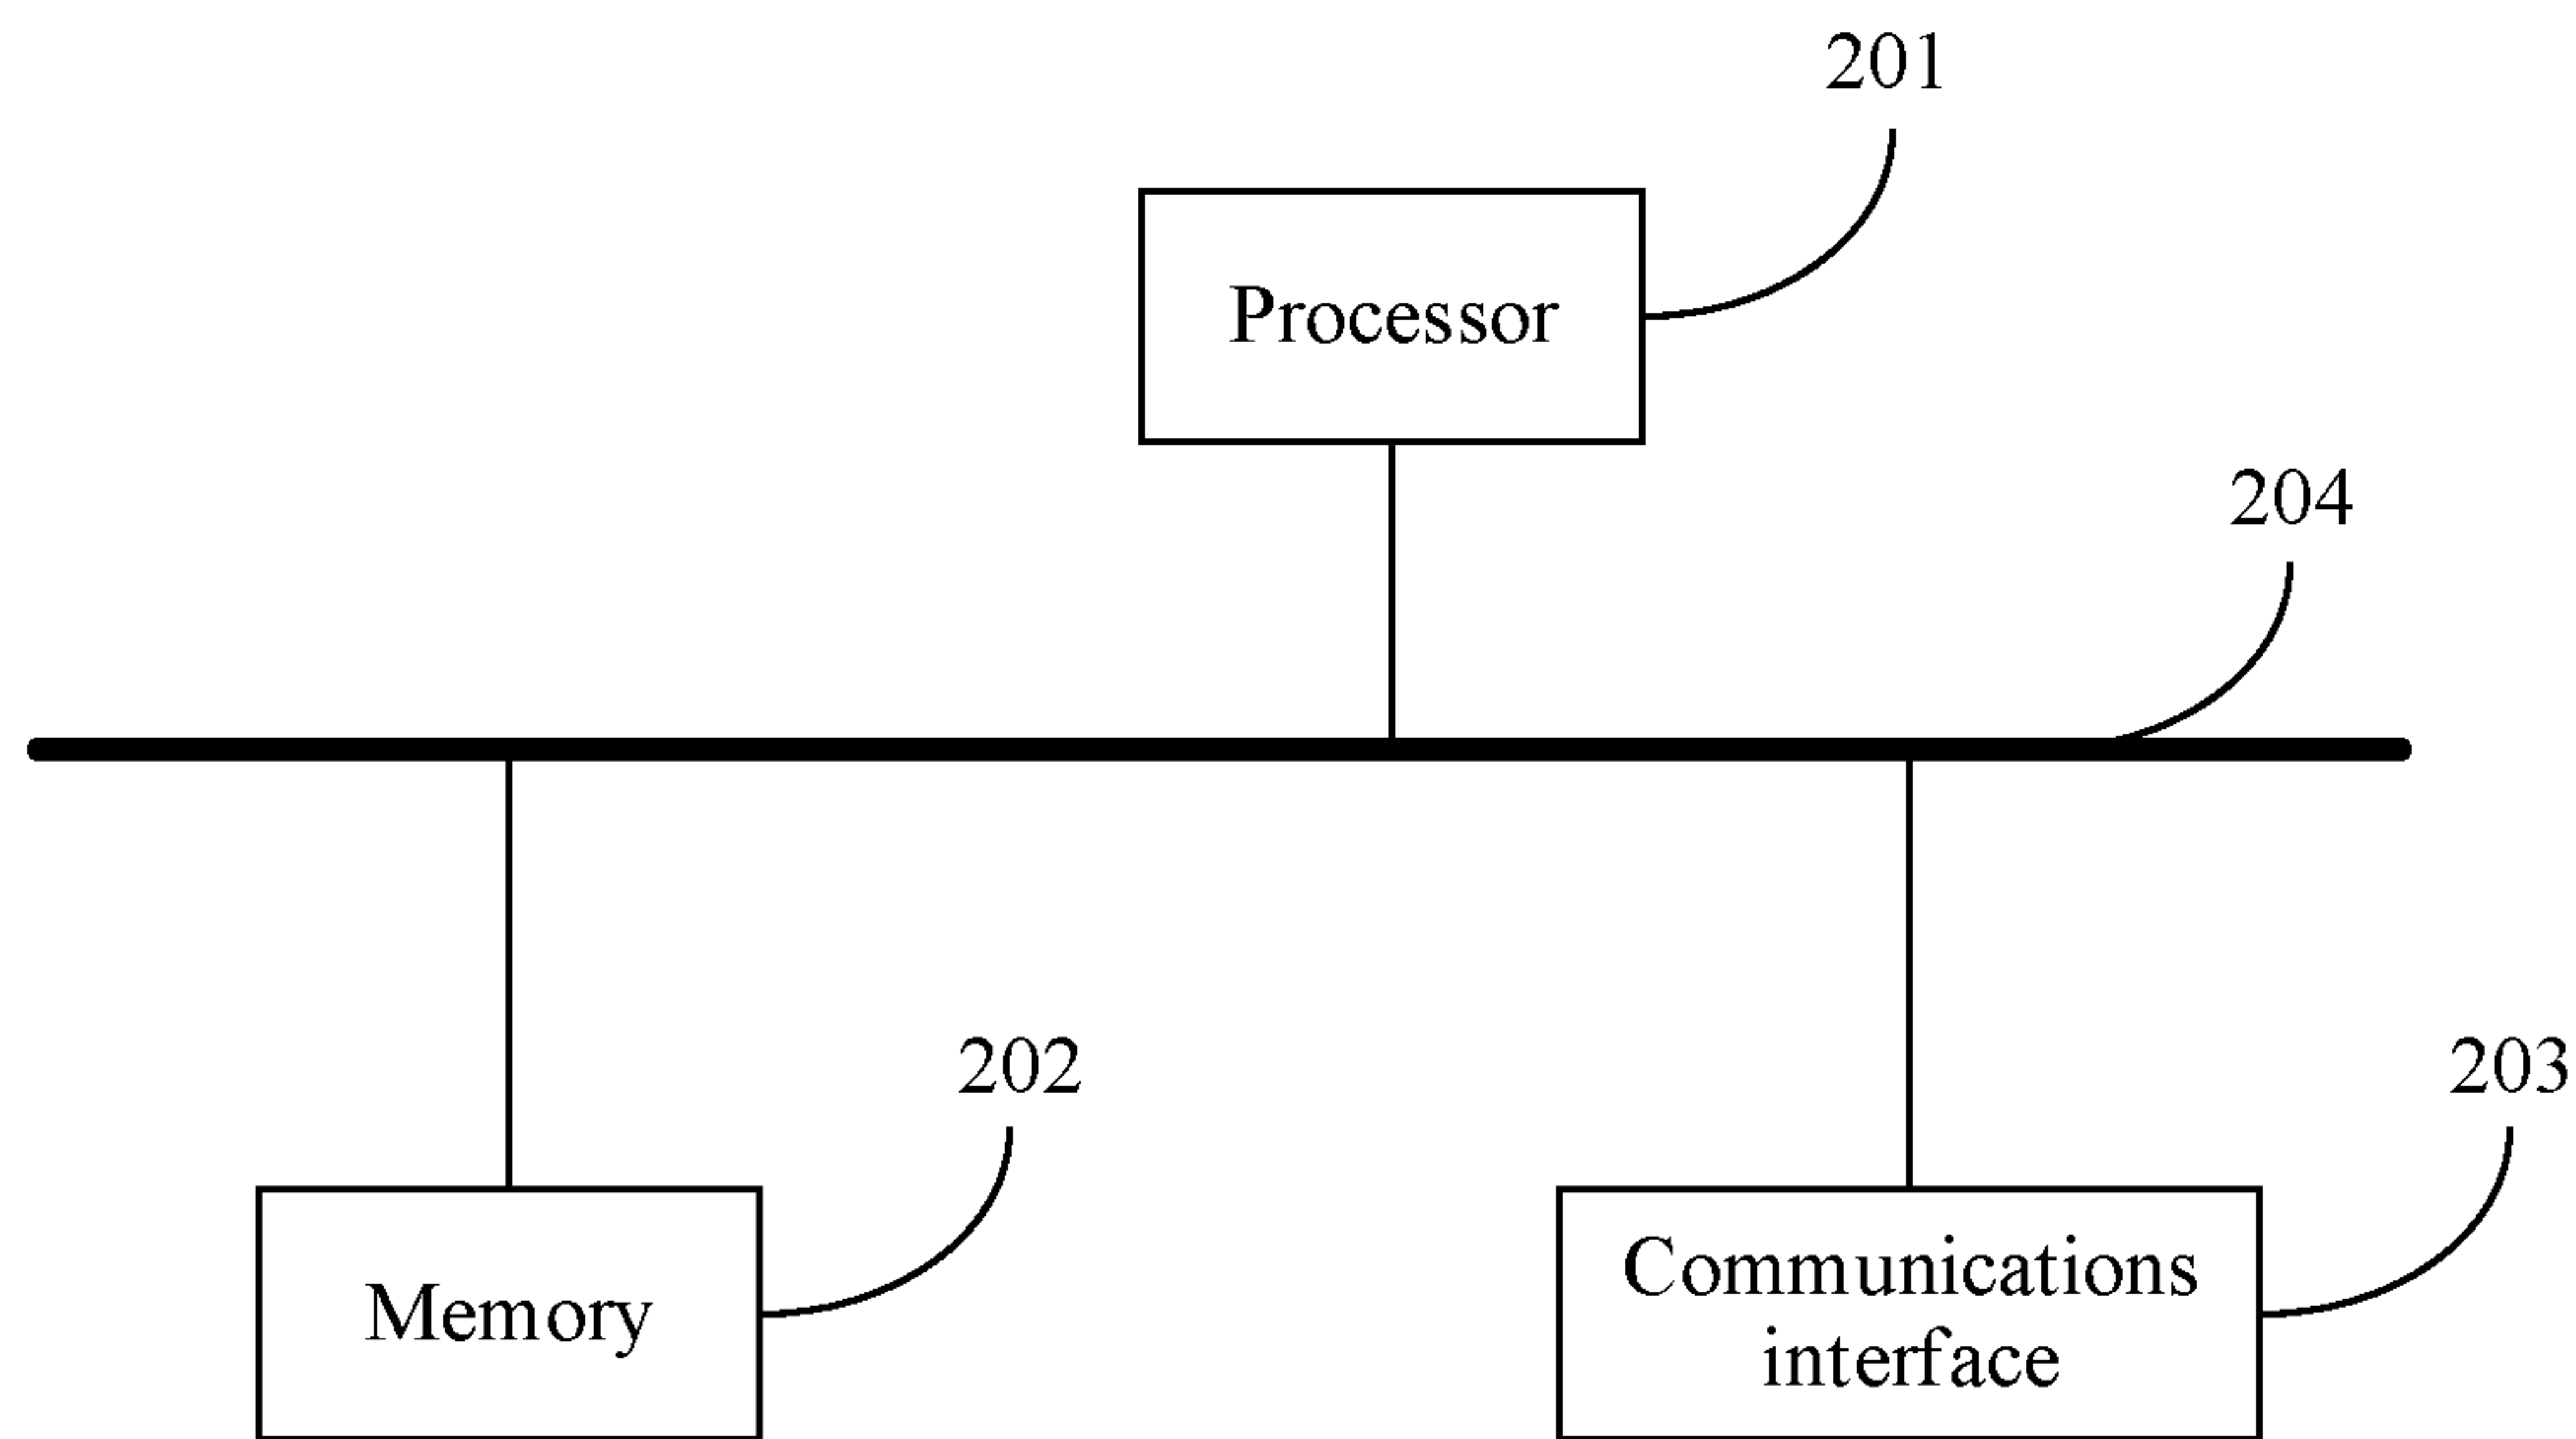 201
Processor
204
202
203
Memory
Communications
interface